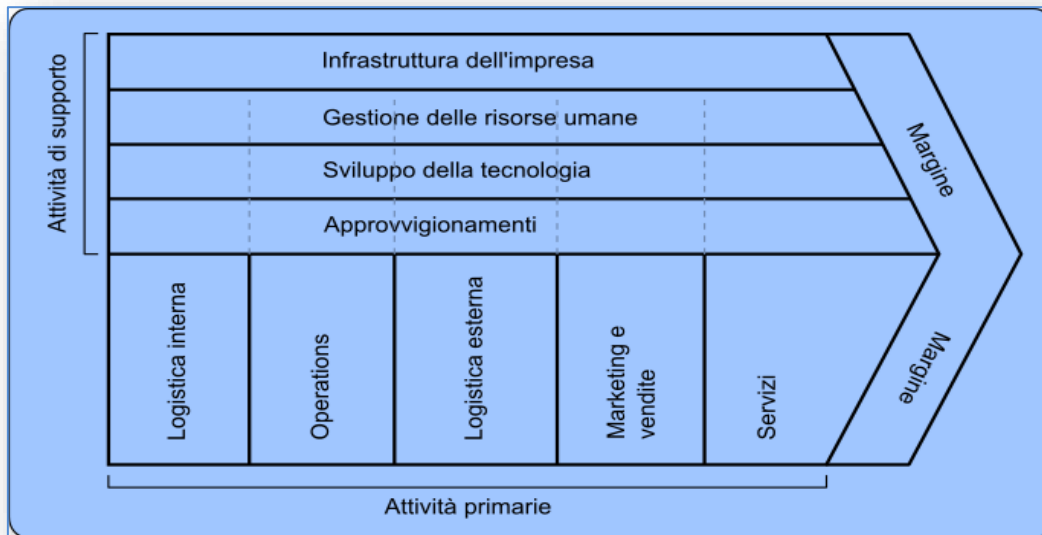 Attività di supporto
Infrastruttura dell'impresa
Gestione delle risorse umane
Sviluppo della tecnologia
Approvvigionamenti
Margine
Logistica interna
Operations
Logistica esterna
Marketing e
vendite
Servizi
Margine
Attività primarie